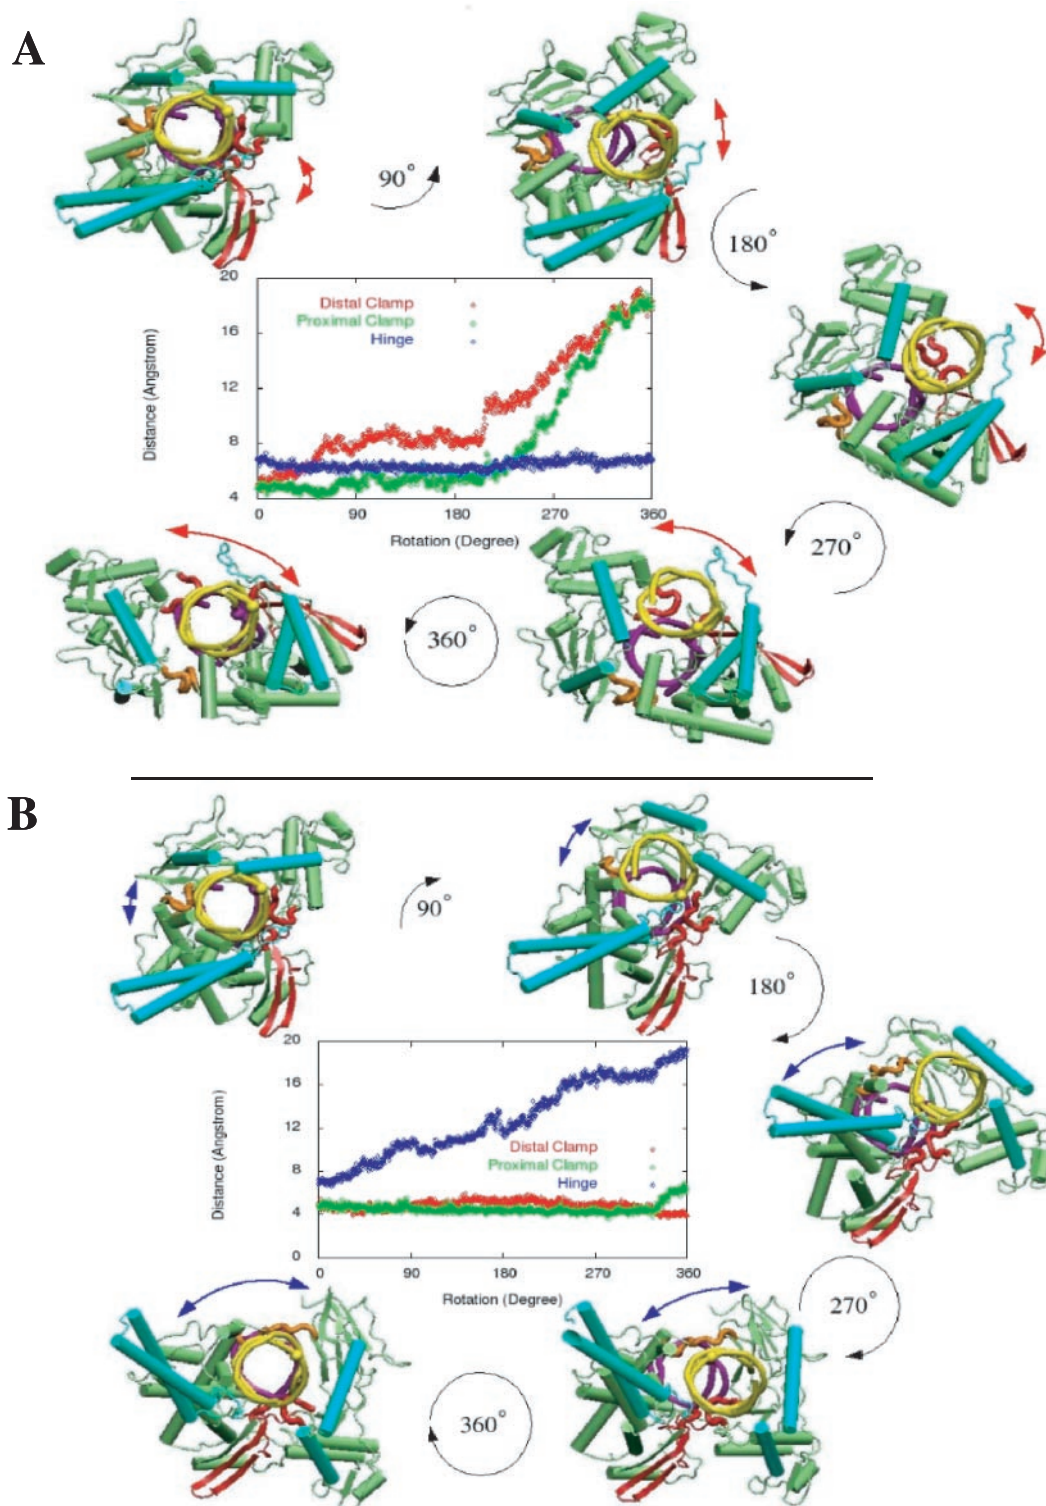 A
90°
180°
20
16
12
8
4
Distance (Angstrom)
Distal Clamp
Proximal Clamp
Hinge
0 90 180 270 360
Rotation (Degree)
270°
360°
B
90°
180°
20
16
12
8
4
0
Distance (Angstrom)
Distal Clamp
Proximal Clamp
Hinge
0 90 180 270 360
Rotation (Degree)
270°
360°